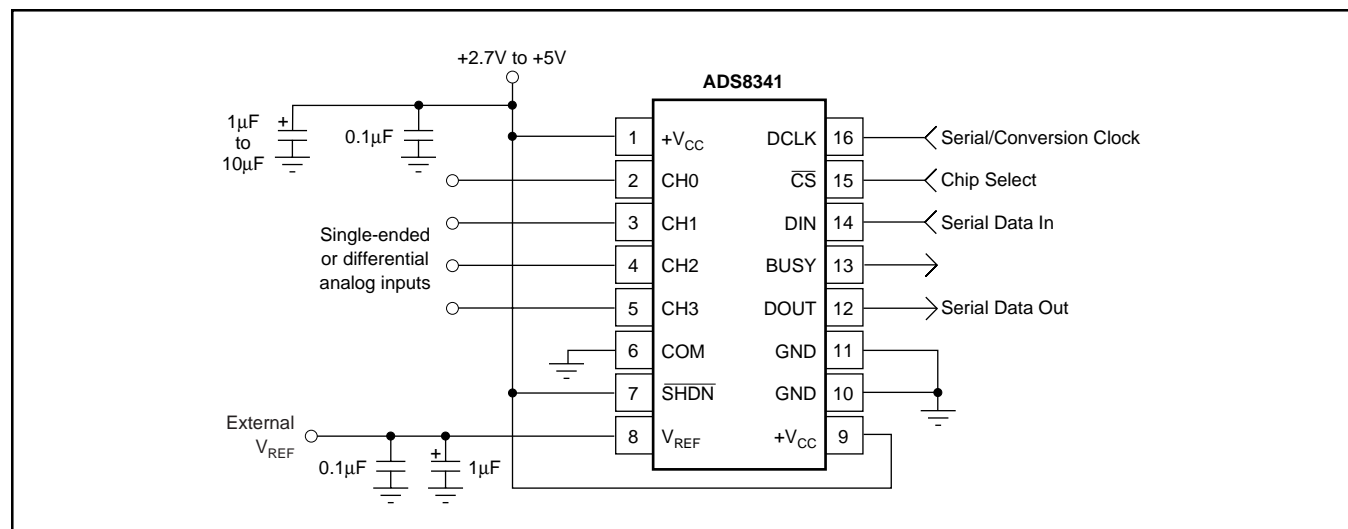 +2.7V to +5V
ADS8341
1µF
to
10µF
+
0.1µF
1
+VCC
DCLK
16
Serial/Conversion Clock
2
CH0
CS
15
Chip Select
3
CH1
DIN
14
Serial Data In
Single-ended
or differential
analog inputs
4
CH2
BUSY
13
5
CH3
DOUT
12
Serial Data Out
6
COM
GND
11
7
SHDN
GND
10
External
VREF
8
VREF
+VCC
9
0.1µF
+
1µF